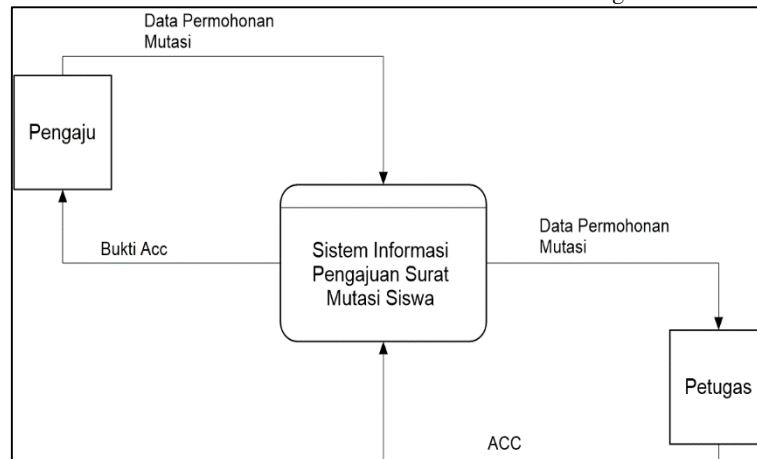 Data Permohonan
Mutasi
Pengaju
Bukti Acc
Sistem Informasi
Pengajuan Surat
Mutasi Siswa
Data Permohonan
Mutasi
Petugas
ACC